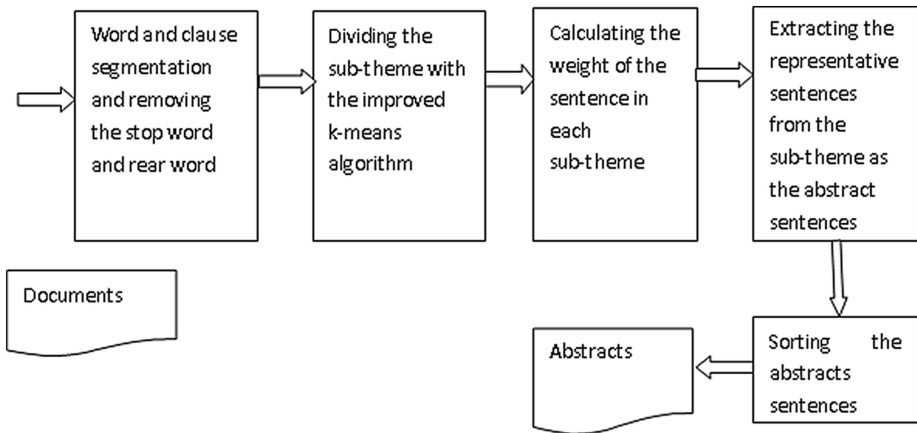 Word and clause
segmentation
and removing
the stop word
and rear word
Dividing the
sub-theme with
the improved
k-means
algorithm
Calculating the
weight of the
sentence in
each
sub-theme
Extracting the
representative
sentences
from the
sub-theme as
the abstract
sentences
Documents
Abstracts
Sorting the
abstracts
sentences